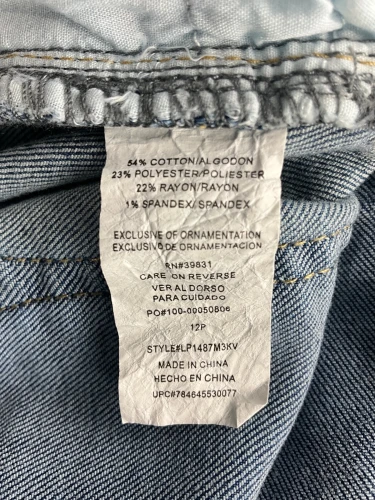 54% COTTON/ALGODON
23% POLYESTER/POLIESTER
22% RAYON/RAYÓN
1% SPANDEX/SPANDEX
EXCLUSIVE OF ORNAMENTATION
EXCLUSIVO DE ORNAMENTACION
RN#39831
CARE ON REVERSE
VER AL DORSO
PARA CUIDADO
PO#100-00050806
12P
STYLE#LP1487M3KV
MADE IN CHINA
HECHO EN CHINA
UPC#784645530077